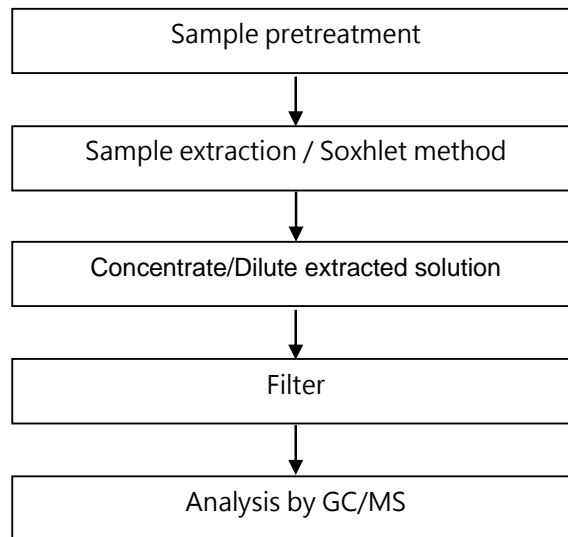 Sample pretreatment
Sample extraction / Soxhlet method
Concentrate/Dilute extracted solution
Filter
Analysis by GC/MS